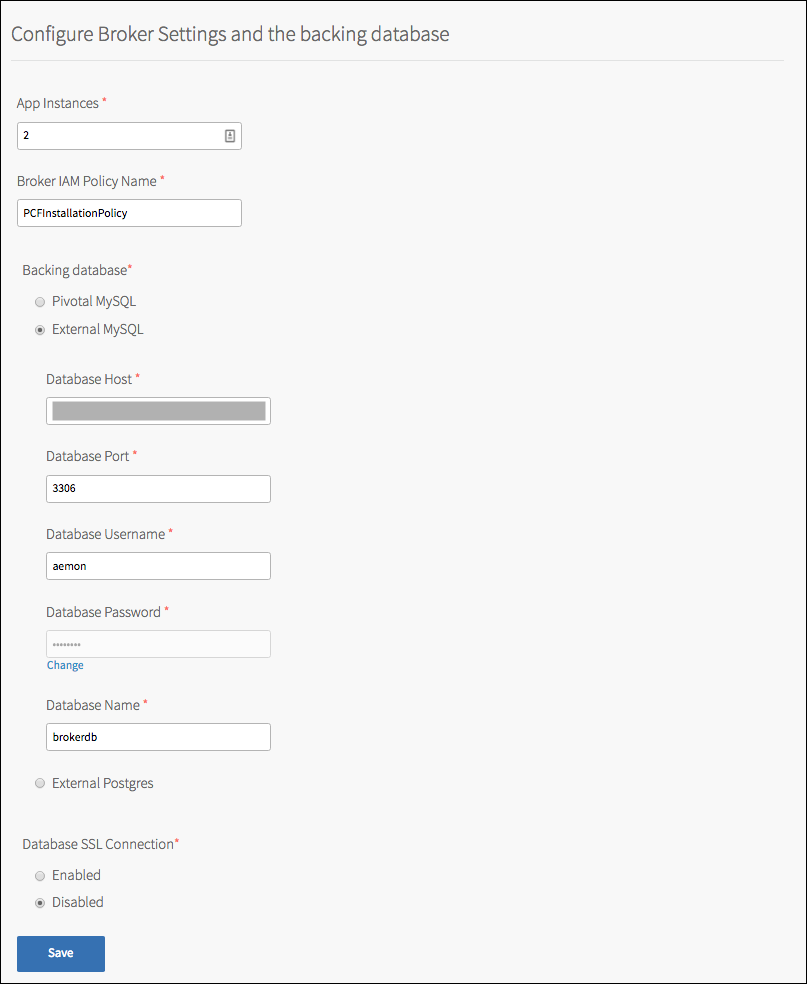 Configure Broker Settings and the backing database
App Instances *
2
Broker IAM Policy Name *
PCFInstallationPolicy
Backing database*
Pivotal MySQL
External MySQL
Database Host *
Database Port *
3306
Database Username *
aemon
Database Password *
••••••••
Change
Database Name *
brokerdb
External Postgres
Database SSL Connection*
Enabled
Disabled
Save